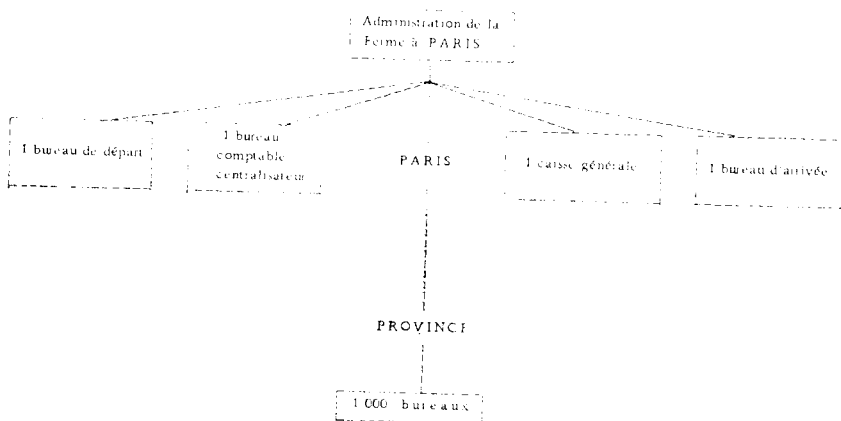 Administration de la
Ferme à PARIS
1 bureau de départ
1 bureau
comptable
centralisateur
PARIS
1 caisse générale
1 bureau d'arrivée
PROVINCE
1 000 bureaux